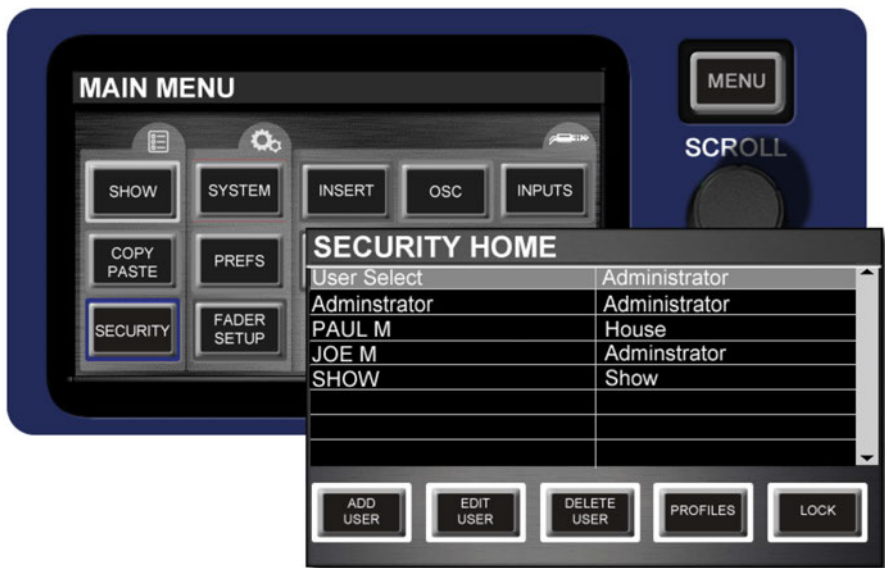 MAIN MENU
MENU
SCROLL
SHOW SYSTEM INSERT OSC INPUTS
COPY
PASTE
PREFS
SECURITY
FADER
SETUP
SECURITY HOME
User Select Administrator
Adminstrator Administrator
PAUL M House
JOE M Adminstrator
SHOW Show
ADD
USER
EDIT
USER
DELETE
USER
PROFILES
LOCK